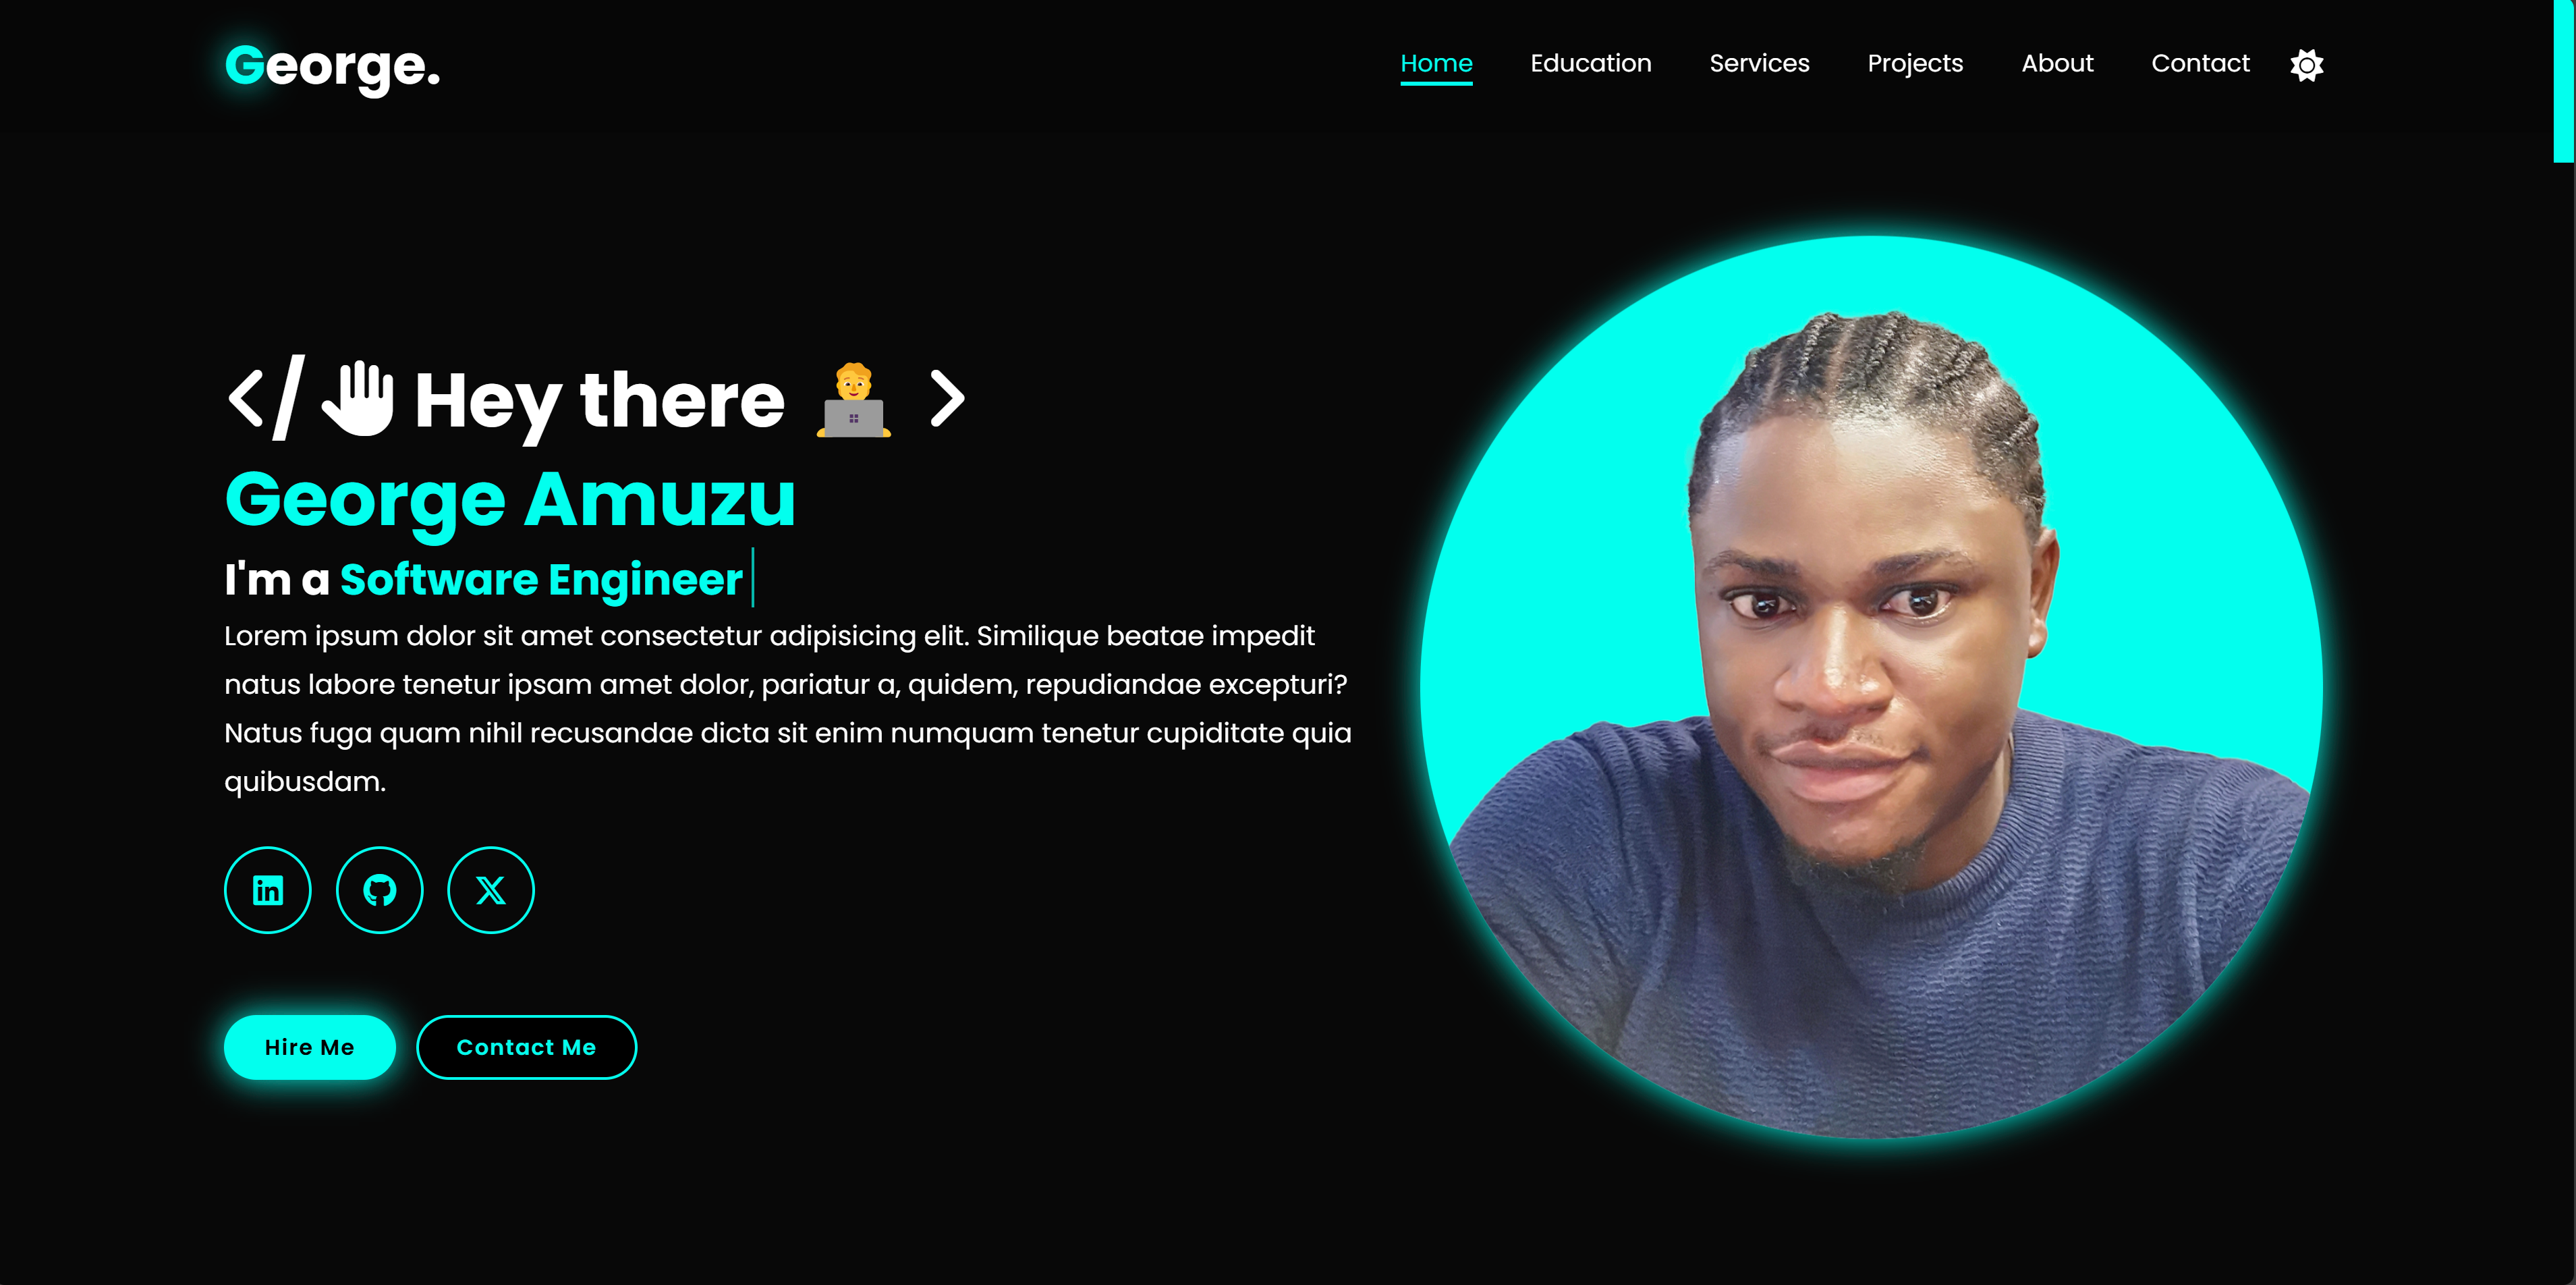 George.
Home Education Services Projects About Contact
</ Hey there >
George Amuzu
I'm a Software Engineer
Lorem ipsum dolor sit amet consectetur adipisicing elit. Similique beatae impedit
natus labore tenetur ipsam amet dolor, pariatur a, quidem, repudiandae excepturi?
Natus fuga quam nihil recusandae dicta sit enim numquam tenetur cupiditate quia
quibusdam.
Hire Me Contact Me